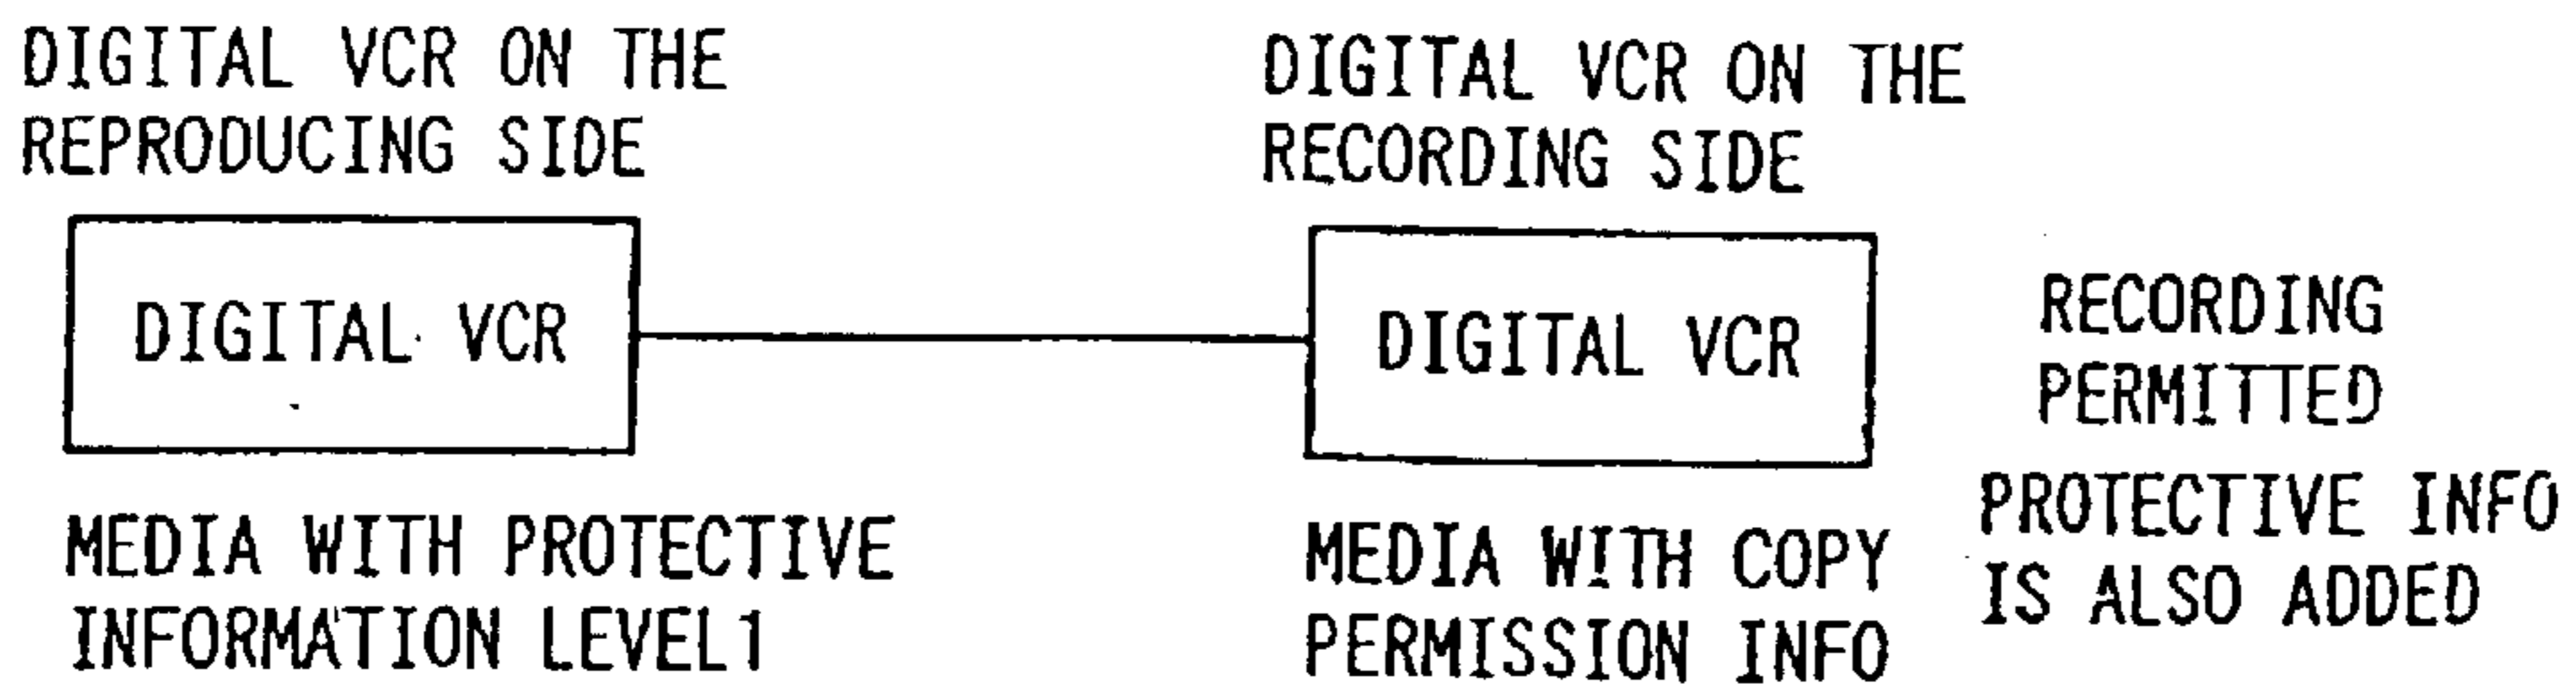 DIGITAL VCR ON THE
REPRODUCING SIDE
DIGITAL VCR
MEDIA WITH PROTECTIVE
INFORMATION LEVEL1
DIGITAL VCR ON THE
RECORDING SIDE
DIGITAL VCR
MEDIA WITH COPY
PERMISSION INFO
RECORDING
PERMITTED
PROTECTIVE INFO
IS ALSO ADDED